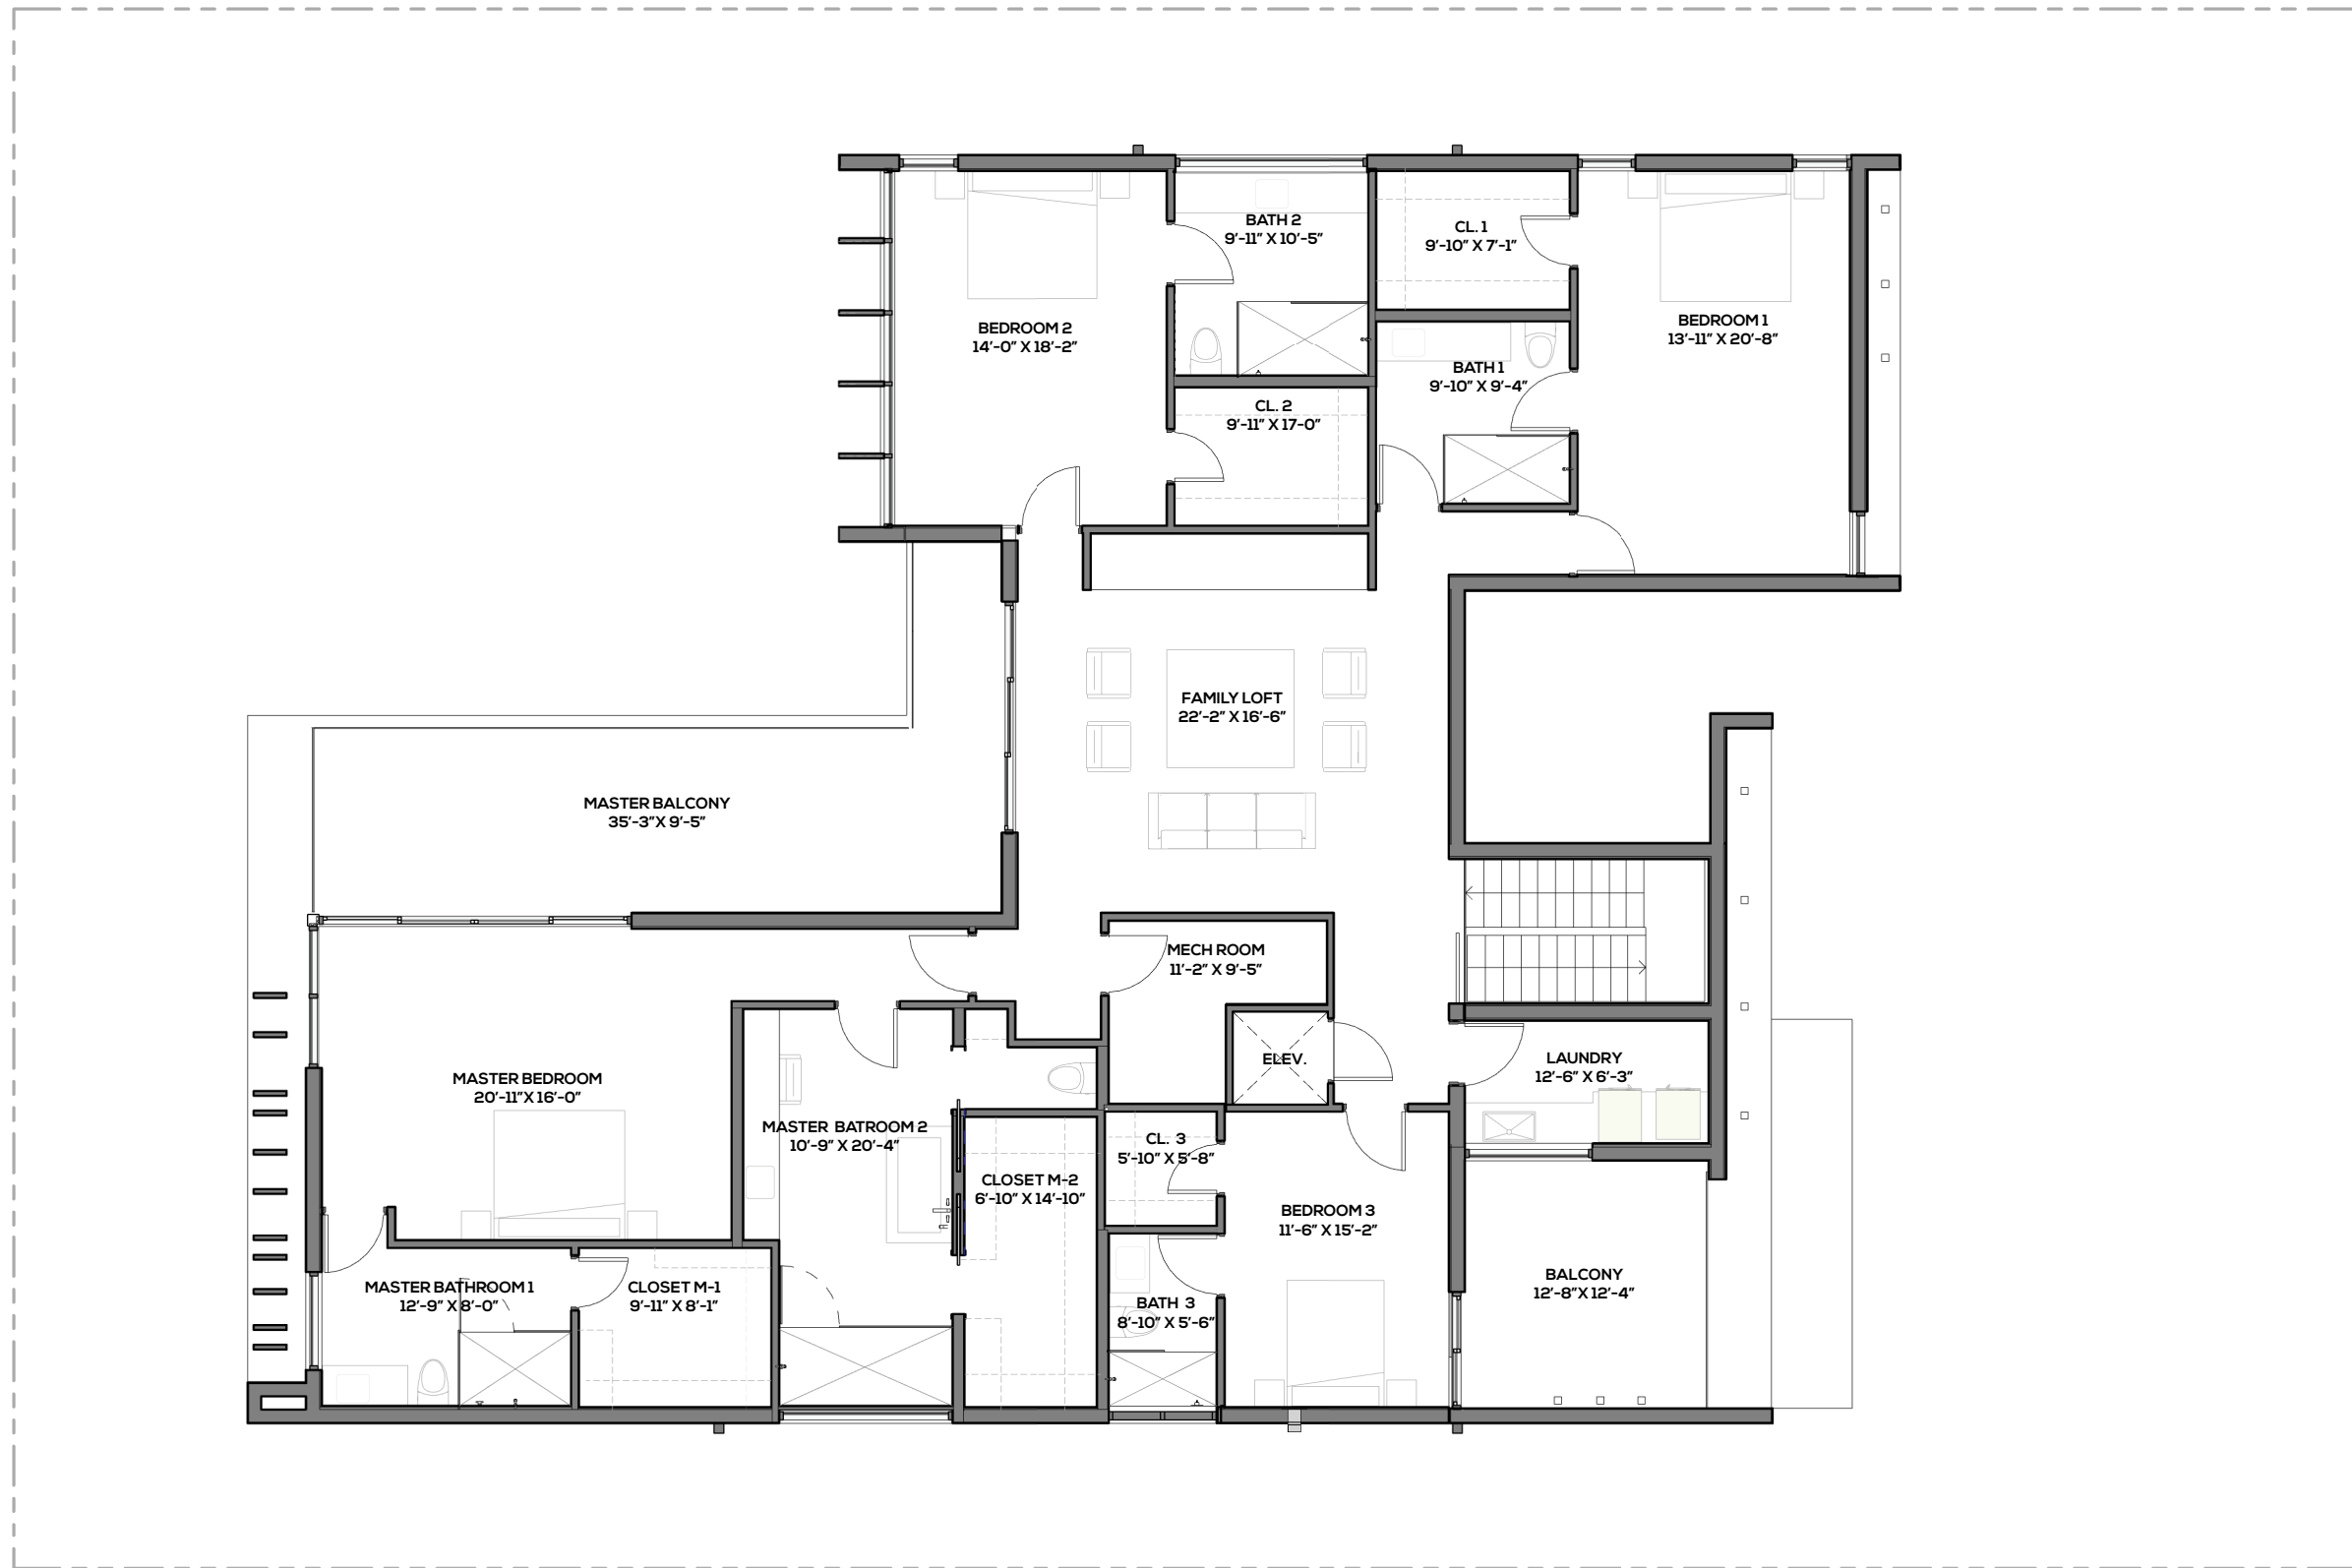 BATH 2
9'-11" X 10'-5"
CL. 1
9'-10" X 7'-1"
BEDROOM 2
14'-0" X 18'-2"
BEDROOM 1
13'-11" X 20'-8"
BATH 1
9'-10" X 9'-4"
CL. 2
9'-11" X 17-0"
FAMILY LOFT
22'-2" X 16'-6"
MASTER BALCONY
35'-3"X 9'-5"
MECH ROOM
11'-2" X 9'-5"
ELEV.
LAUNDRY
12'-6" X 6'-3"
MASTER BEDROOM
20'-11"X 16'-0"
MASTER BATROOM 2
10'-9" X 20'-4"
CL. 3
5'-10" X 5'-8"
CLOSET M-2
6'-10" X 14'-10"
BEDROOM 3
11'-6" X 15'-2"
BALCONY
12'-8"X 12'-4"
MASTER BATHROOM 1
12'-9" X 8'-0"
CLOSET M-1
9'-11" X 8'-1"
BATH 3
8'-10" X 5'-6"